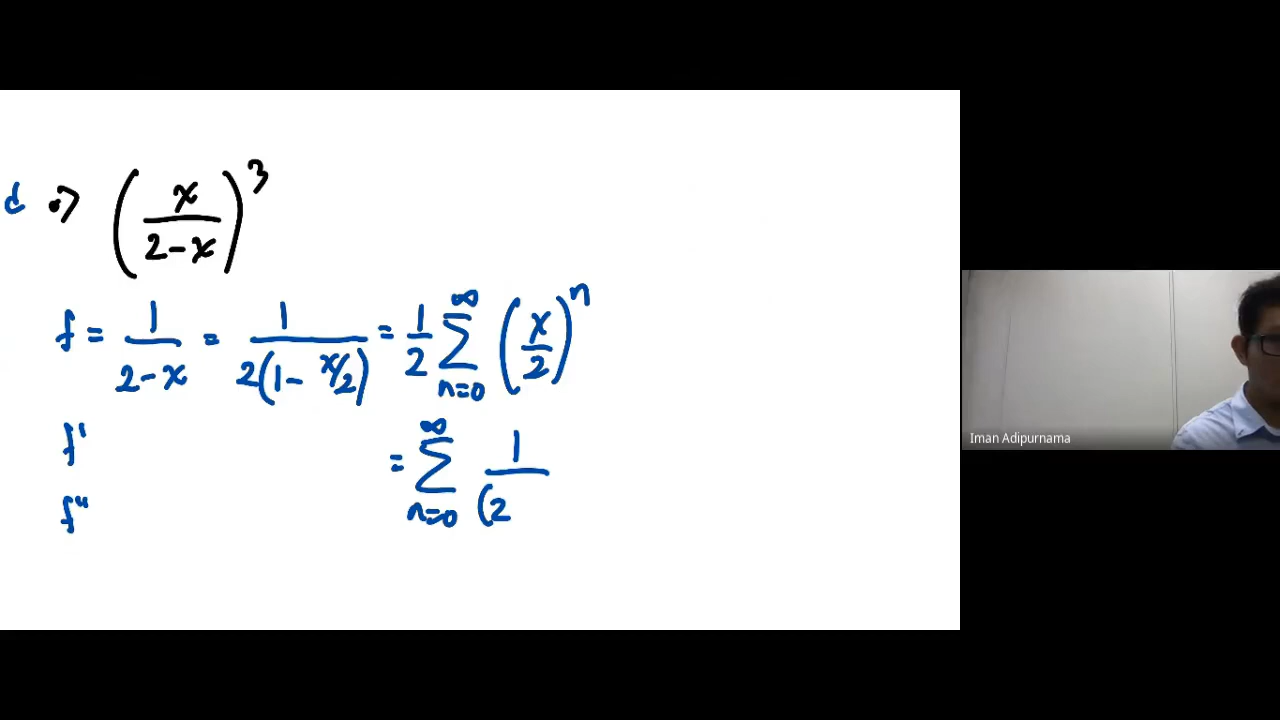 d •) (x/(2-x))^3
f = 1/(2-x) = 1/(2(1- x/2)) = 1/2 ∑_{n=0}^{∞} (x/2)^n
f' = ∑_{n=0}^{∞} 1/(2
f"
Iman Adipurnama